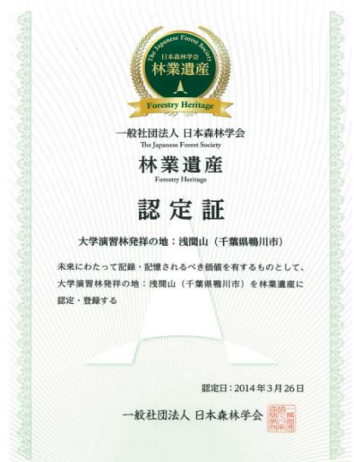 The Japanese Forest Society
日本森林学会
林業遺産
Forestry Heritage
一般社団法人 日本森林学会
The Japanese Forest Society
林業遺産
Forestry Heritage
認定証
大学演習林発祥の地：浅間山（千葉県鴨川市）
未来にわたって記録・記憶されるべき価値を有するものとして、
大学演習林発祥の地：浅間山（千葉県鴨川市）を林業遺産に
認定・登録する
認定日：2014年3月26日
一般社団法人 日本森林学会